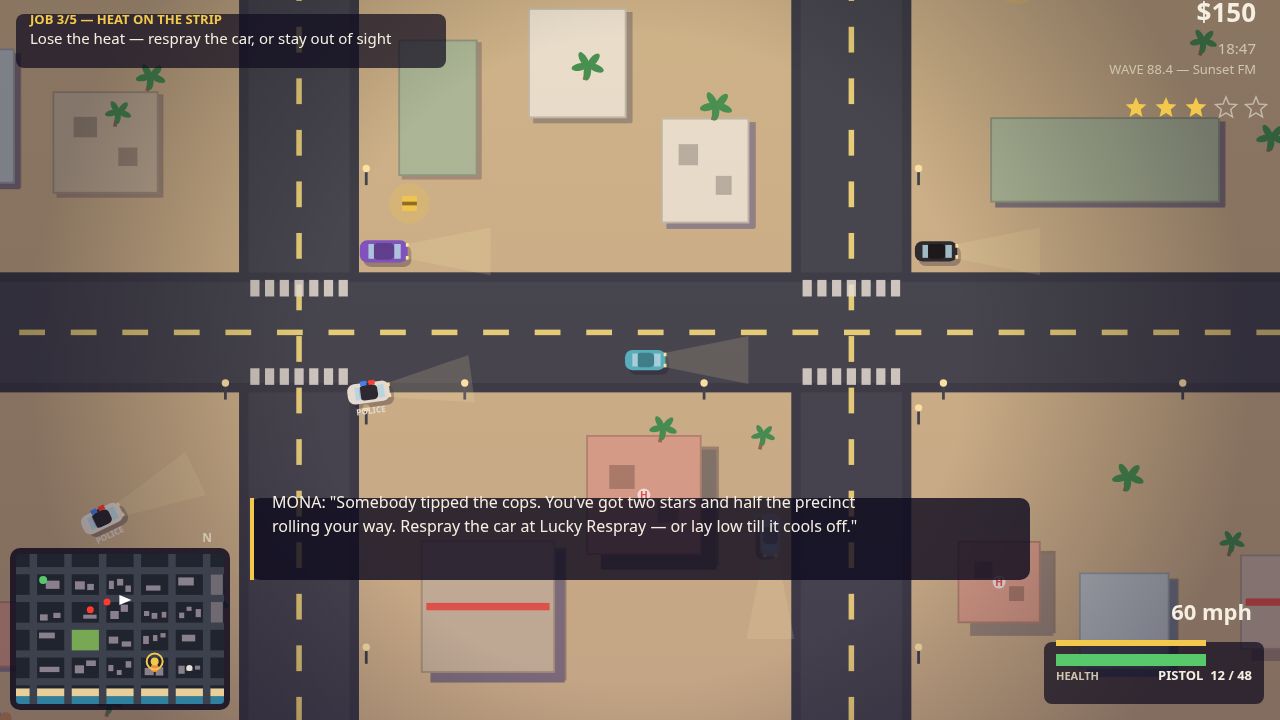 JOB 3/5 — HEAT ON THE STRIP
Lose the heat — respray the car, or stay out of sight
$150
18:47
WAVE 88.4 — Sunset FM
POLICE
POLICE
H
MONA: "Somebody tipped the cops. You've got two stars and half the precinct
rolling your way. Respray the car at Lucky Respray — or lay low till it cools off."
N
H
60 mph
HEALTH
PISTOL 12 / 48